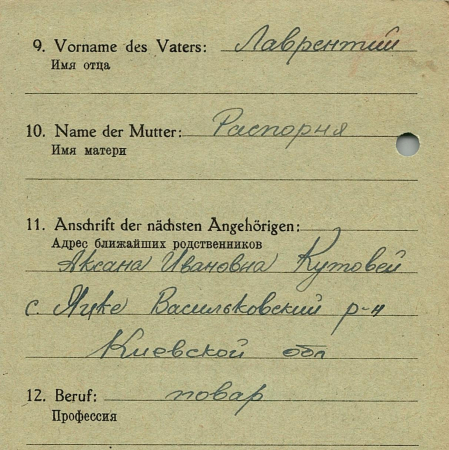 9. Vorname des Vaters: Лаврентий
Имя отца
10. Name der Mutter: Распорня
Имя матери
11. Anschrift der nächsten Angehörigen:
Адрес ближайших родственников
Аксана Ивановна Кутовей
с. Васильковский р-н
Киевской обл
12. Beruf: повар
Профессия